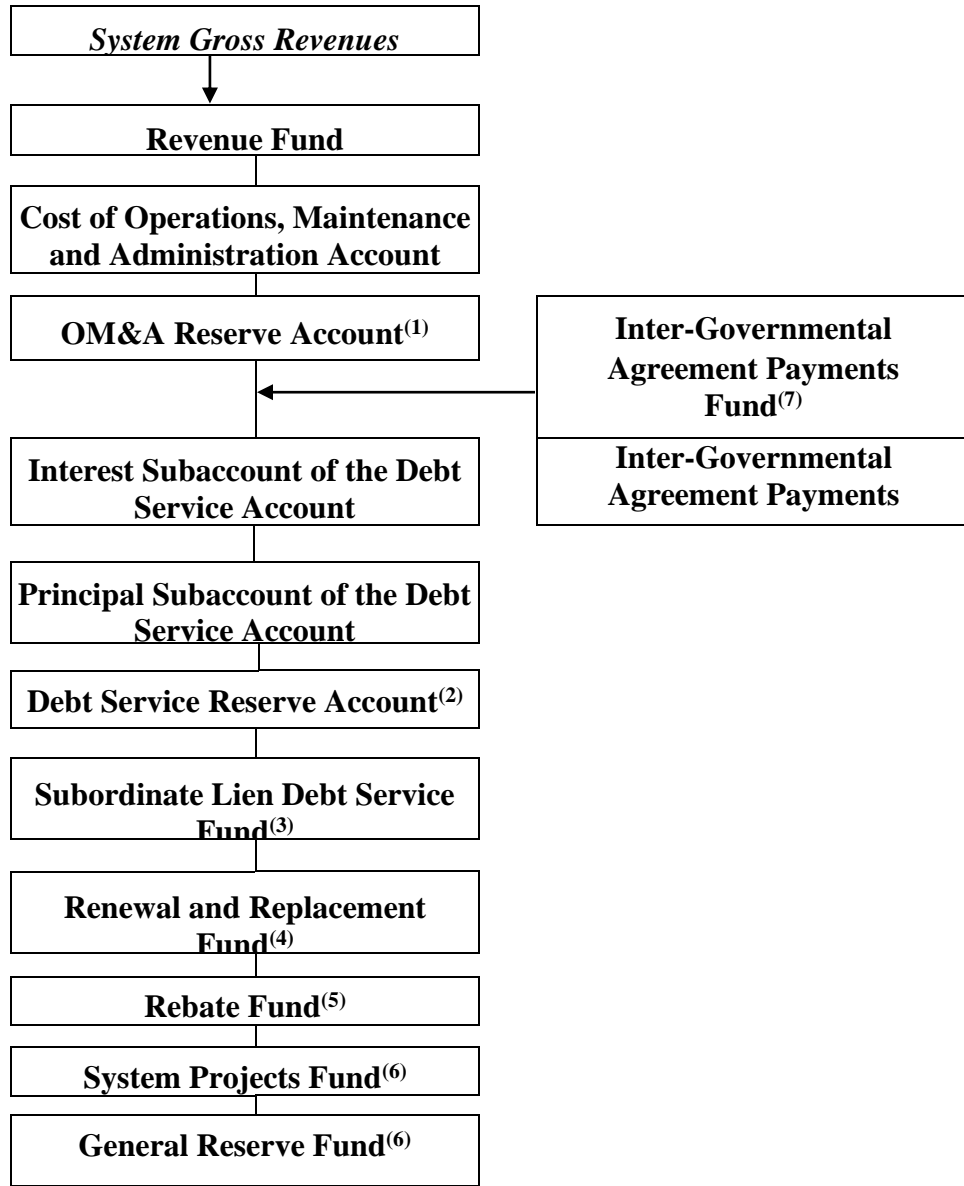 System Gross Revenues
Revenue Fund
Cost of Operations, Maintenance
and Administration Account
OM&A Reserve Account(1)
Inter-Governmental
Agreement Payments
Fund(7)
Inter-Governmental
Agreement Payments
Interest Subaccount of the Debt
Service Account
Principal Subaccount of the Debt
Service Account
Debt Service Reserve Account(2)
Subordinate Lien Debt Service
Fund(3)
Renewal and Replacement
Fund(4)
Rebate Fund(5)
System Projects Fund(6)
General Reserve Fund(6)